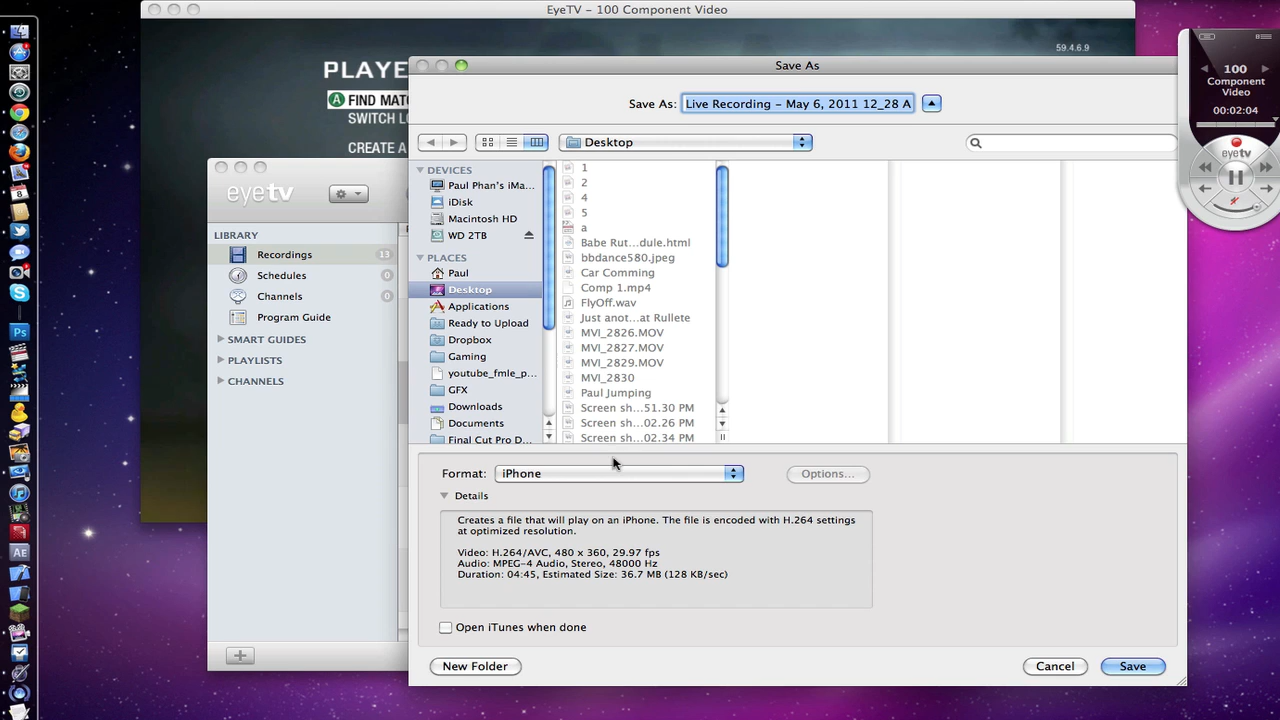 EyeTV – 100 Component Video
59.4.6.9
PLAYE
A FIND MATC
SWITCH LO
CREATE A
Save As
Save As: Live Recording – May 6, 2011 12_28 A
Desktop
DEVICES
Paul Phan's iMa...
iDisk
Macintosh HD
WD 2TB
PLACES
Paul
Desktop
Applications
Ready to Upload
Dropbox
Gaming
youtube_fmle_p...
GFX
Downloads
Documents
Final Cut Pro D...
1
2
4
5
a
Babe Rut...dule.html
bbdance580.jpeg
Car Comming
Comp 1.mp4
FlyOff.wav
Just anot...at Rullete
MVI_2826.MOV
MVI_2827.MOV
MVI_2829.MOV
MVI_2830
Paul Jumping
Screen sh...51.30 PM
Screen sh...02.26 PM
Screen sh...02.34 PM
Format: iPhone
Options...
Details
Creates a file that will play on an iPhone. The file is encoded with H.264 settings
at optimized resolution.
Video: H.264/AVC, 480 x 360, 29.97 fps
Audio: MPEG-4 Audio, Stereo, 48000 Hz
Duration: 04:45, Estimated Size: 36.7 MB (128 KB/sec)
Open iTunes when done
New Folder
Cancel
Save
eyetv
LIBRARY
Recordings 13
Schedules 0
Channels 0
Program Guide
SMART GUIDES
PLAYLISTS
CHANNELS
100
Component
Video
00:02:04
eyetv
8
Ps
Ae